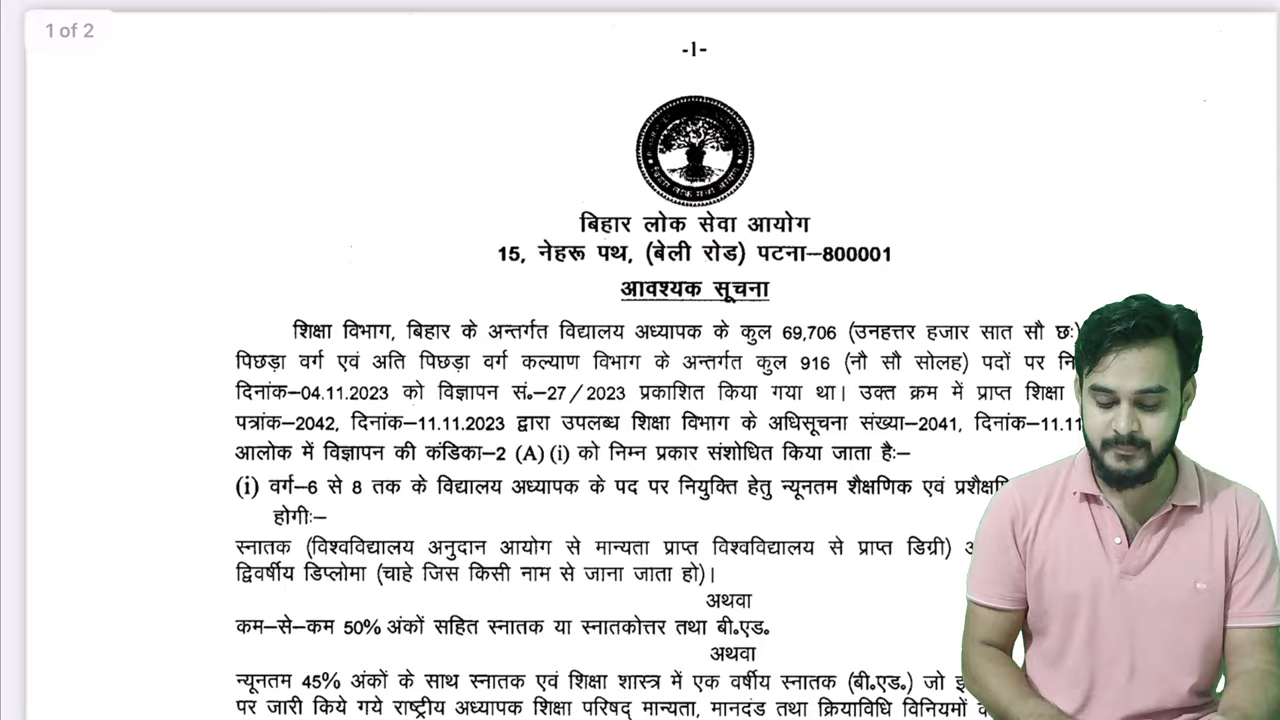 1 of 2
-1-
बिहार लोक सेवा आयोग
15, नेहरू पथ, (बेली रोड) पटना–800001
आवश्यक सूचना
शिक्षा विभाग, बिहार के अन्तर्गत विद्यालय अध्यापक के कुल 69,706 (उनहत्तर हजार सात सौ छः)
पिछड़ा वर्ग एवं अति पिछड़ा वर्ग कल्याण विभाग के अन्तर्गत कुल 916 (नौ सौ सोलह) पदों पर
दिनांक–04.11.2023 को विज्ञापन सं०–27/2023 प्रकाशित किया गया था। उक्त क्रम में प्राप्त शिक्षा
पत्रांक–2042, दिनांक–11.11.2023 द्वारा उपलब्ध शिक्षा विभाग के अधिसूचना संख्या–2041, दिनांक–11.11
आलोक में विज्ञापन की कंडिका–2 (A) (i) को निम्न प्रकार संशोधित किया जाता हैः–
(i) वर्ग–6 से 8 तक के विद्यालय अध्यापक के पद पर नियुक्ति हेतु न्यूनतम शैक्षणिक एवं
होगीः–
स्नातक (विश्वविद्यालय अनुदान आयोग से मान्यता प्राप्त विश्वविद्यालय से प्राप्त डिग्री)
द्विवर्षीय डिप्लोमा (चाहे जिस किसी नाम से जाना जाता हो)।
अथवा
कम–से–कम 50% अंकों सहित स्नातक या स्नातकोत्तर तथा बी०एड०
अथवा
न्यूनतम 45% अंकों के साथ स्नातक एवं शिक्षा शास्त्र में एक वर्षीय स्नातक (बी०एड०) जो
पर जारी किये गये राष्ट्रीय अध्यापक शिक्षा परिषद् मान्यता, मानदंड तथा क्रियाविधि विनियमों